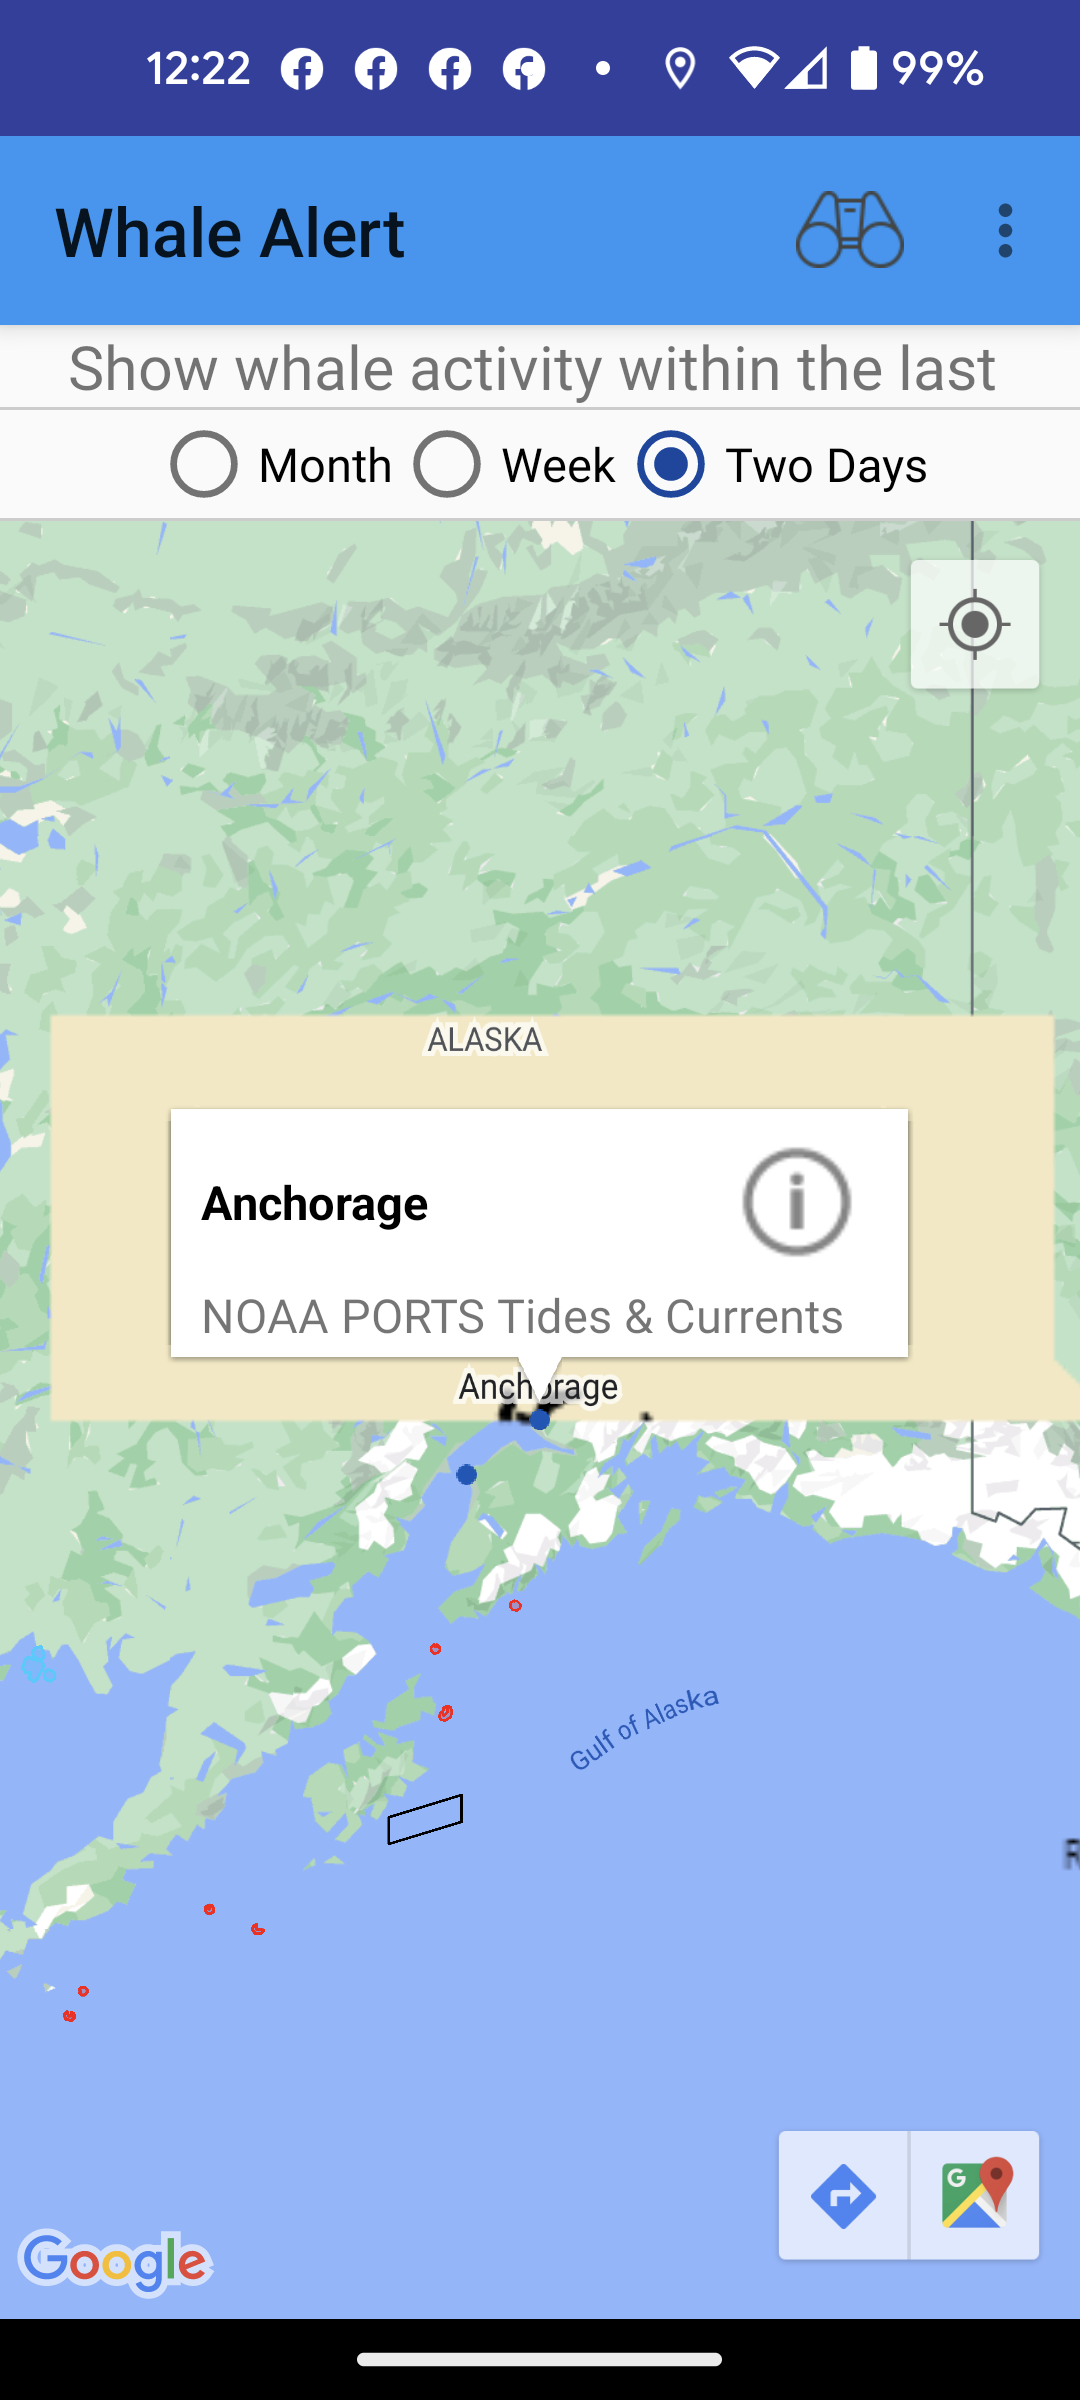 12:22
99%
Whale Alert
Show whale activity within the last
Month
Week
Two Days
ALASKA
Anchorage
NOAA PORTS Tides & Currents
Anchorage
Gulf of Alaska
Google